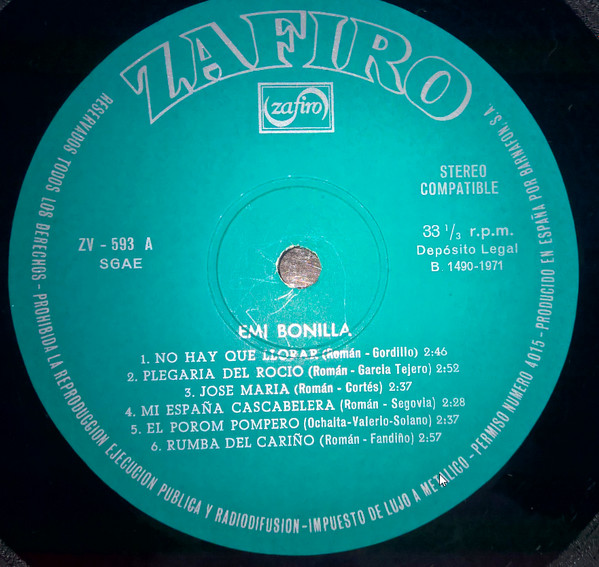 ZAFIRO
zafiro
STEREO
COMPATIBLE
ZV - 593 A
SGAE
33 1/3 r.p.m.
Depósito Legal
B 1490-1971
EMI BONILLA
1. NO HAY QUE LLORAR (Román - Gordillo) 2:46
2. PLEGARIA DEL ROCIO (Román - García Tejero) 2:52
3. JOSE MARIA (Román - Cortés) 2:37
4. MI ESPAÑA CASCABELERA (Román - Segovia) 2:28
5. EL POROM POMPERO (Ochaíta-Valerio-Solano) 2:37
6. RUMBA DEL CARIÑO (Román - Fandiño) 2:57
RESERVADOS TODOS LOS DERECHOS - PROHIBIDA LA REPRODUCCION EJECUCION PUBLICA Y RADIODIFUSION - IMPUESTO DE LUJO A METALICO - PERMISO NUMERO 4015 - PRODUCIDO EN ESPAÑA POR BARNAFON, S.A.